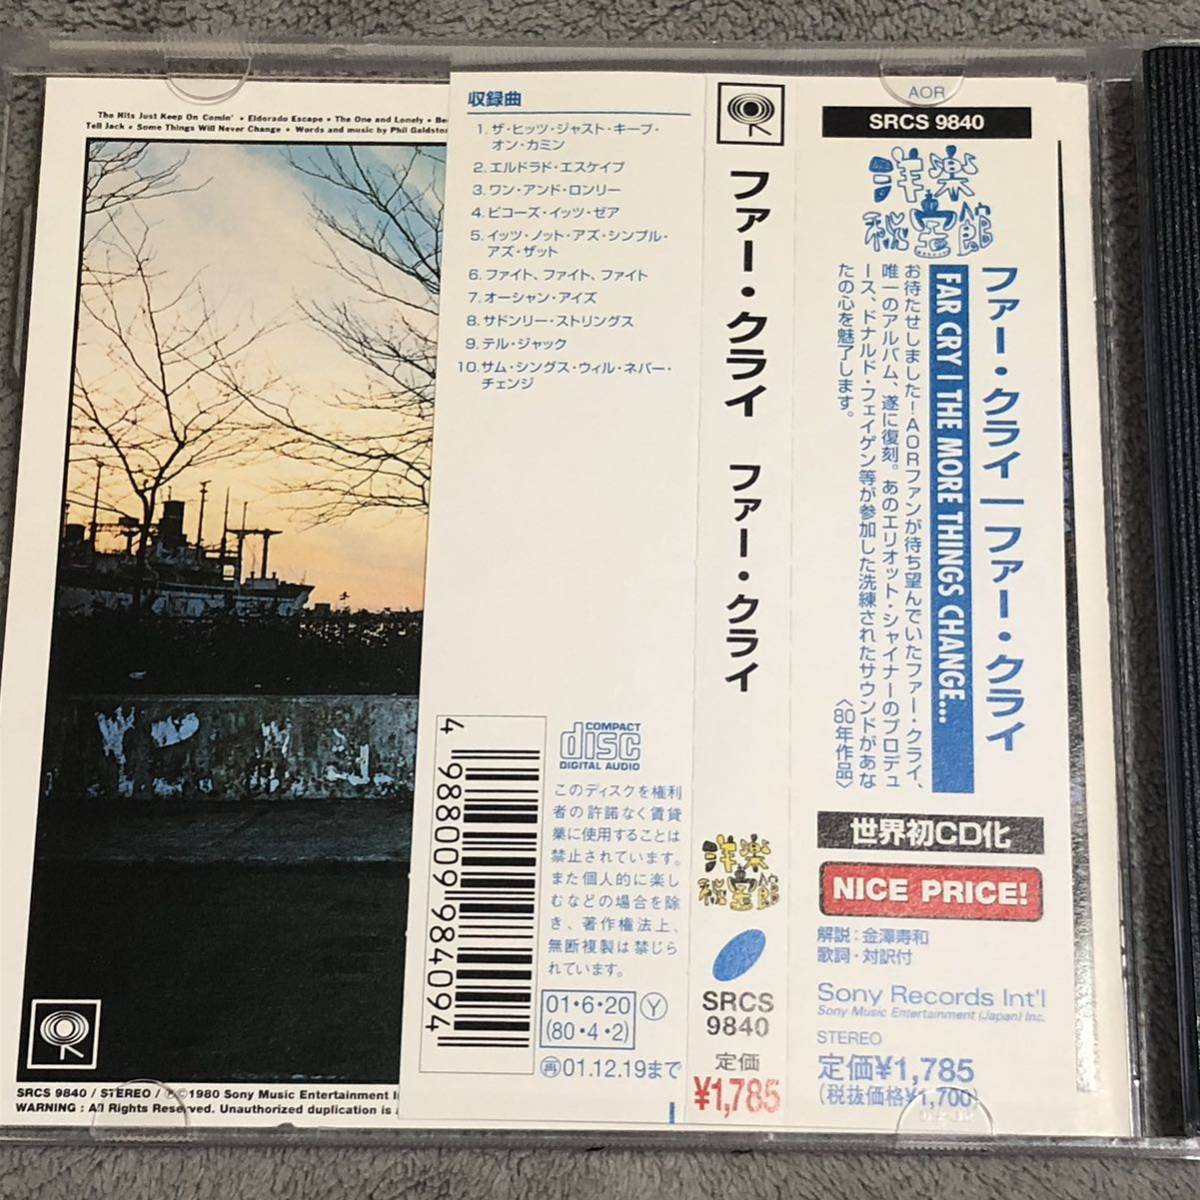 The Hits Just Keep On Comin' • Eldorado Escape • The One and Lonely • Be
Tell Jack • Some Things Will Never Change • Words and music by Phil Galdston
SRCS 9840 / STEREO / Ⓟ©1980 Sony Music Entertainment I
WARNING : All Rights Reserved. Unauthorized duplication is a
収録曲
1.ザ・ヒッツ・ジャスト・キープ・
オン・カミン
2.エルドラド・エスケイプ
3.ワン・アンド・ロンリー
4.ビコーズ・イッツ・ゼア
5.イッツ・ノット・アズ・シンプル・
アズ・ザット
6.ファイト、ファイト、ファイト
7.オーシャン・アイズ
8.サドンリー・ストリングス
9.テル・ジャック
10.サム・シングス・ウィル・ネバー・
チェンジ
4 988009 984094
COMPACT
disc
DIGITAL AUDIO
このディスクを権利
者の許諾なく賃貸
業に使用することは
禁止されています。
また個人的に楽し
むなどの場合を除
き、著作権法上、
無断複製は禁じら
れています。
01・6・20
(80・4・2)
Ⓨ
㊢01.12.19まで
ファー・クライ ファー・クライ
洋楽
秘宝館
SRCS
9840
定価
¥1,785
AOR
SRCS 9840
洋楽
秘宝館
ファー・クライ|ファー・クライ
FAR CRY / THE MORE THINGS CHANGE...
お待たせしました!AORファンが待ち望んでいたファー・クライ、
唯一のアルバム、遂に復刻。あのエリオット・シャイナーのプロデュ
ース、ドナルド・フェイゲン等が参加した洗練されたサウンドがあな
たの心を魅了します。
〈80年作品〉
世界初CD化
NICE PRICE!
解説:金澤寿和
歌詞・対訳付
Sony Records Int'l
Sony Music Entertainment (Japan) Inc.
STEREO
定価¥1,785
(税抜価格¥1,700)